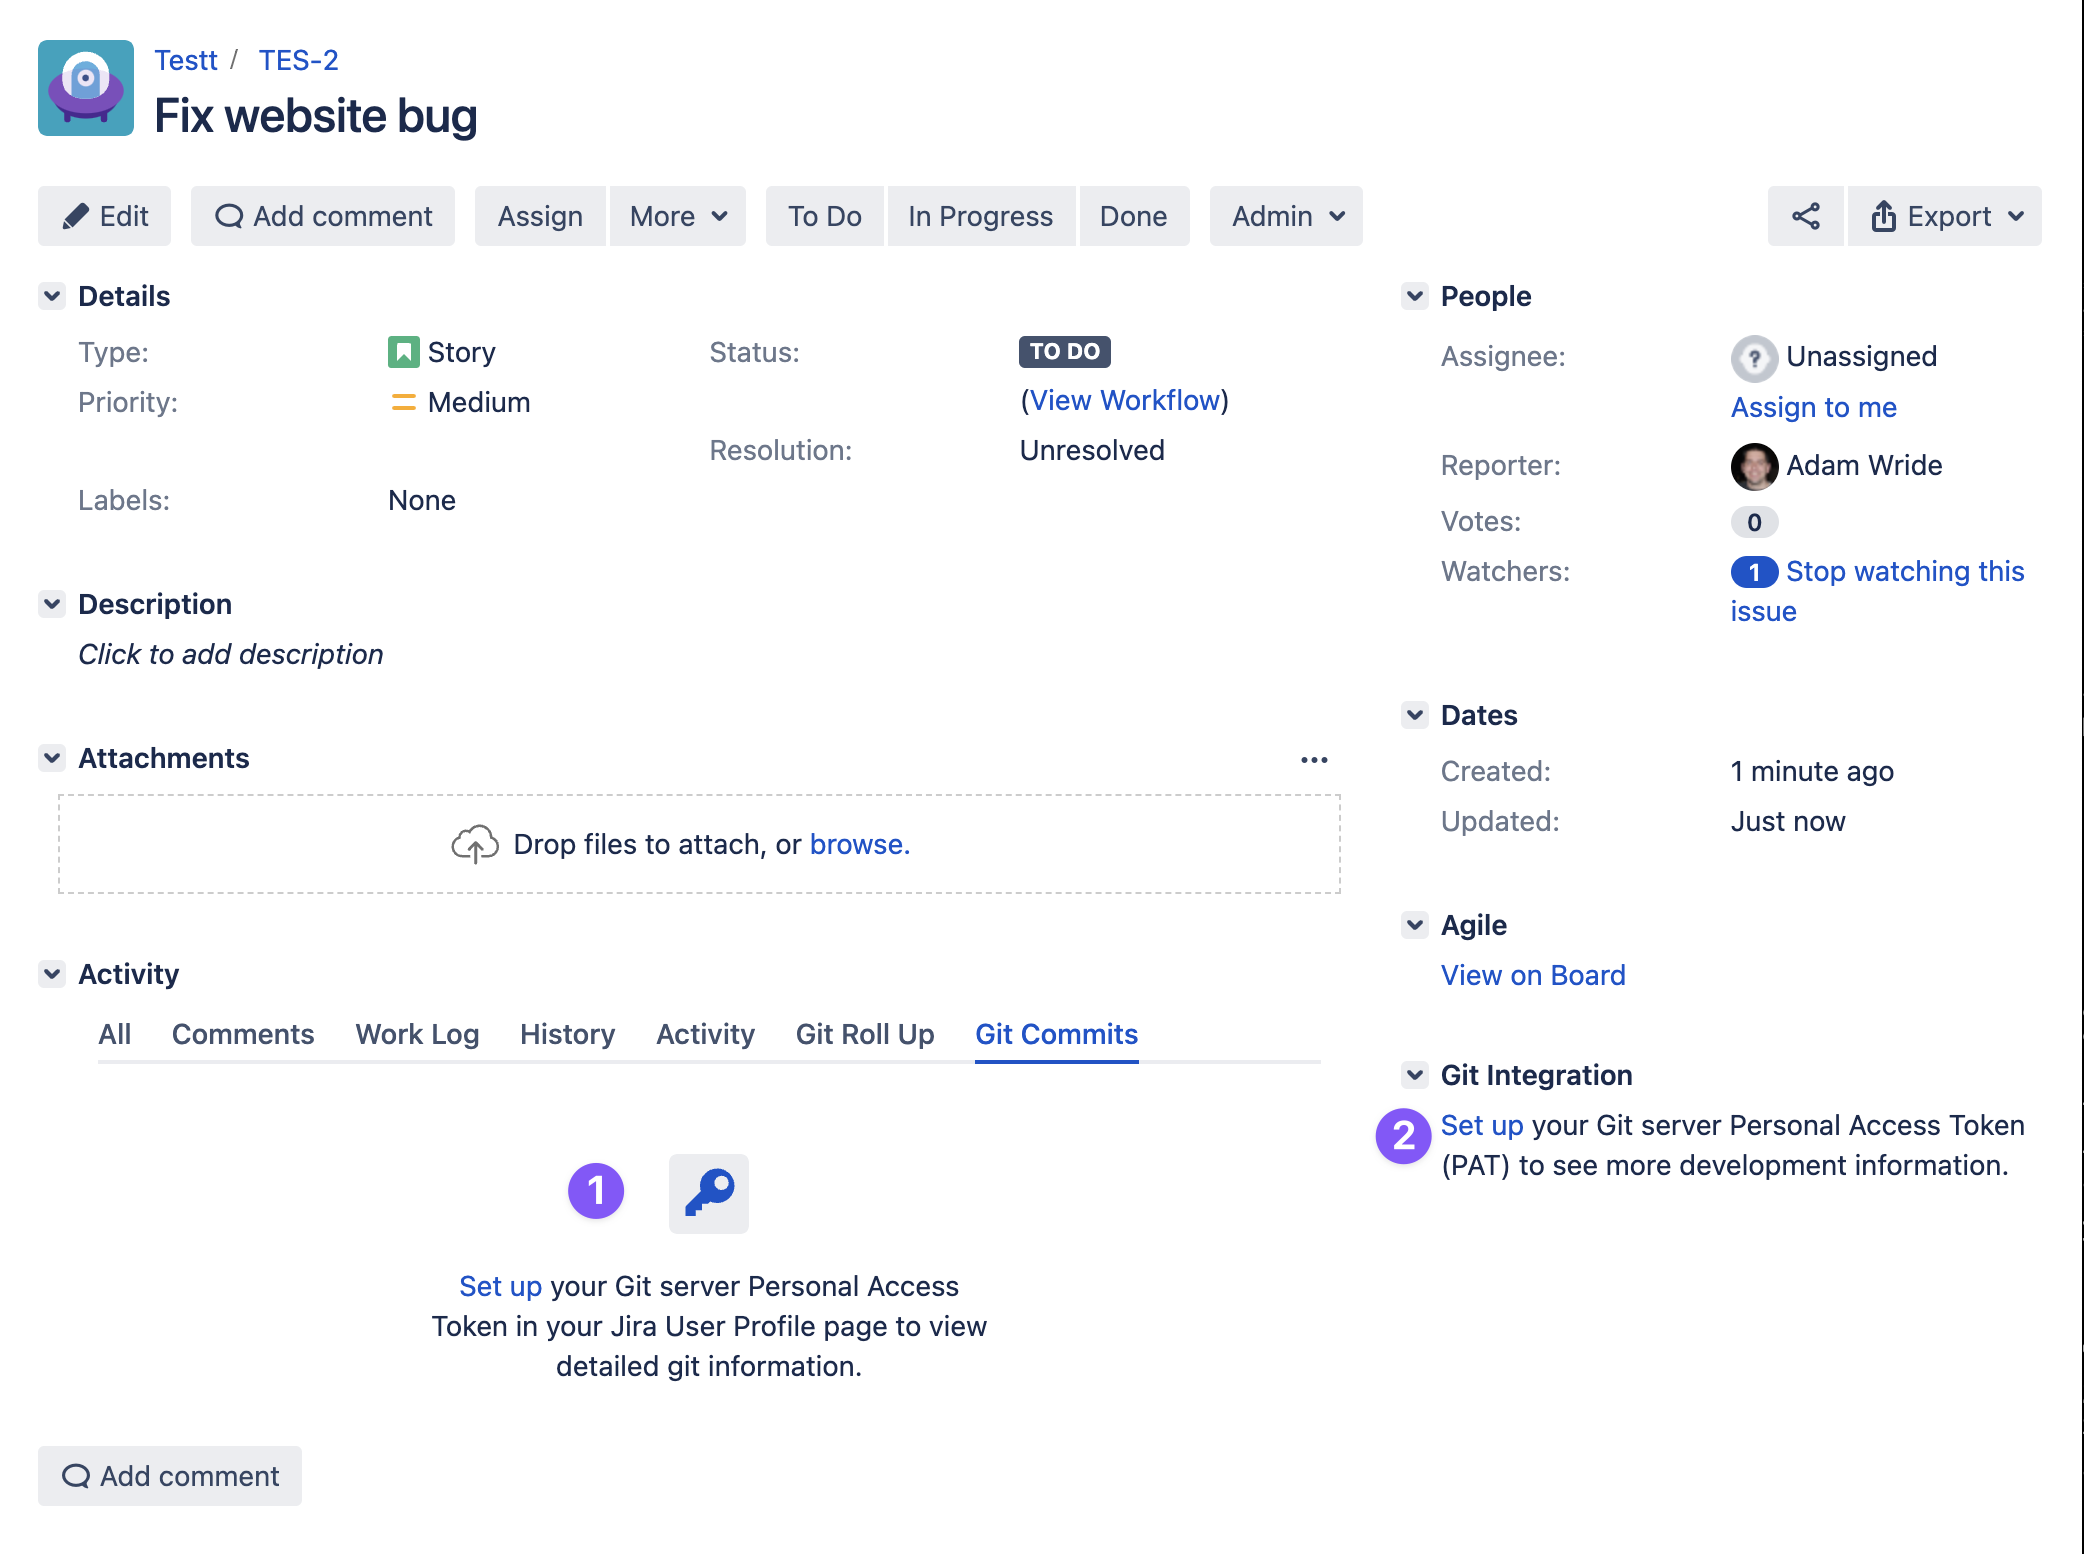 Testt / TES-2
Fix website bug
Edit Add comment Assign More To Do In Progress Done Admin Export
Details
Type: Story Status: TO DO
Priority: Medium (View Workflow)
Resolution: Unresolved
Labels: None
Description
Click to add description
Attachments
Drop files to attach, or browse.
Activity
All Comments Work Log History Activity Git Roll Up Git Commits
1
Set up your Git server Personal Access
Token in your Jira User Profile page to view
detailed git information.
Add comment
People
Assignee: ? Unassigned
Assign to me
Reporter: Adam Wride
Votes: 0
Watchers: 1 Stop watching this
issue
Dates
Created: 1 minute ago
Updated: Just now
Agile
View on Board
Git Integration
2 Set up your Git server Personal Access Token
(PAT) to see more development information.